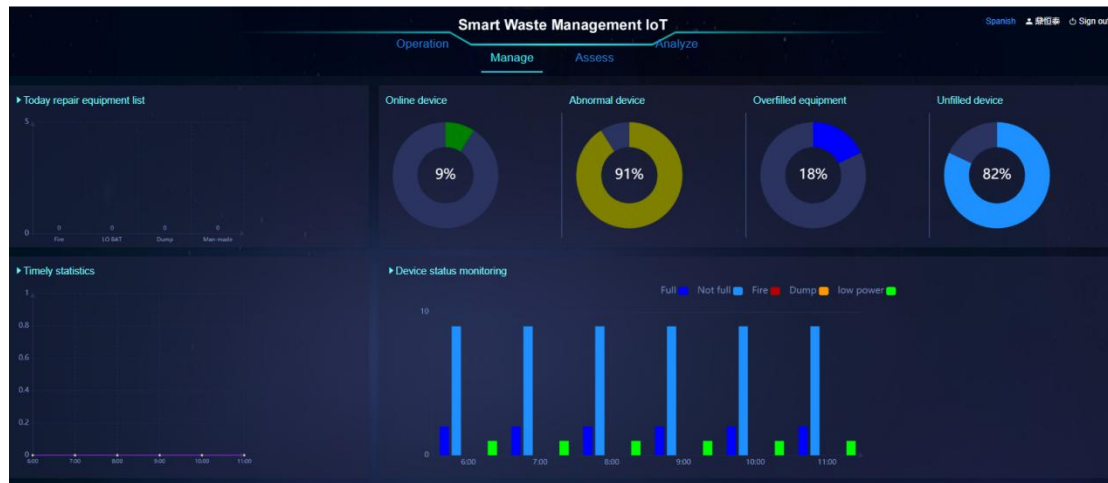 Smart Waste Management IoT
Spanish
Sign out
Operation
Analyze
Manage
Assess
Today repair equipment list
5
0
0 0 0 0
Fire LO BAT Dump Man-made
Online device
9%
Abnormal device
91%
Overfilled equipment
18%
Unfilled device
82%
Timely statistics
1
0.8
0.6
0.4
0.2
0
6:00 7:00 8:00 9:00 10:00 11:00
Device status monitoring
Full Not full Fire Dump low power
10
0
6:00 7:00 8:00 9:00 10:00 11:00